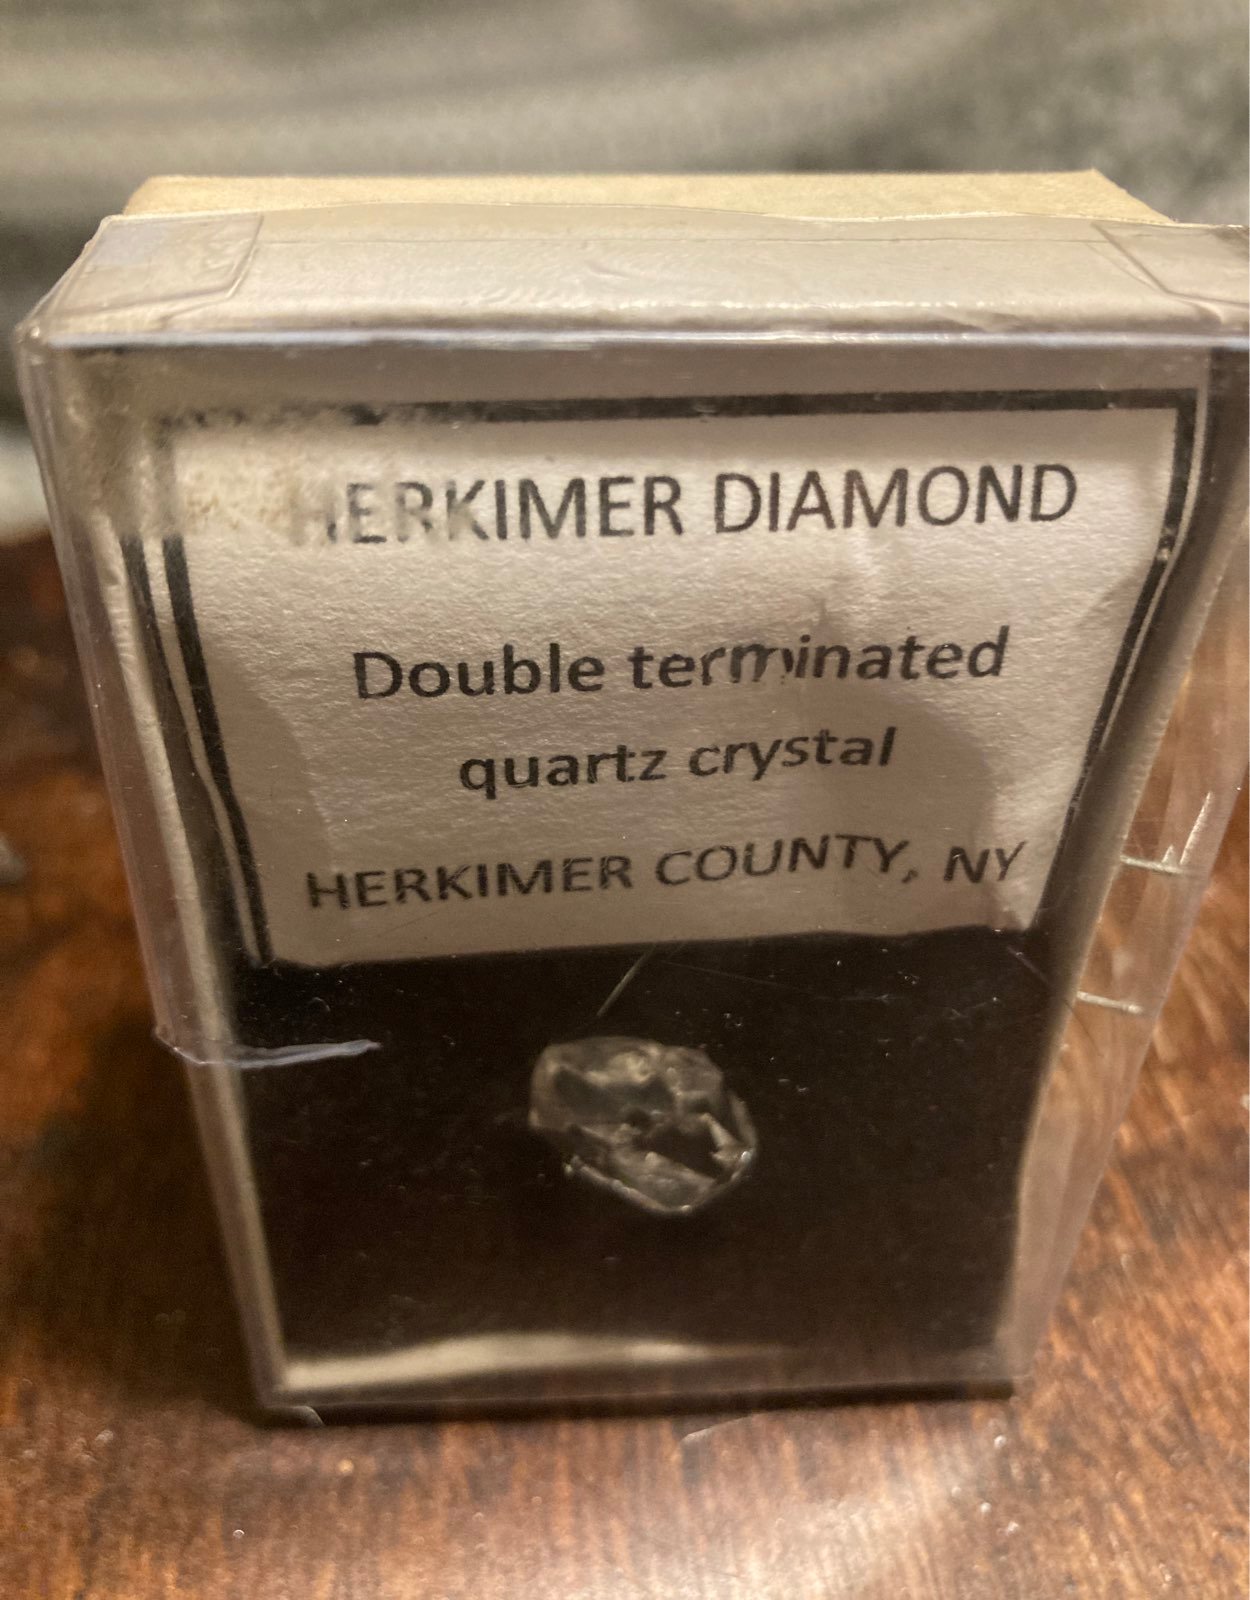 HERKIMER DIAMOND
Double terminated
quartz crystal
HERKIMER COUNTY, NY